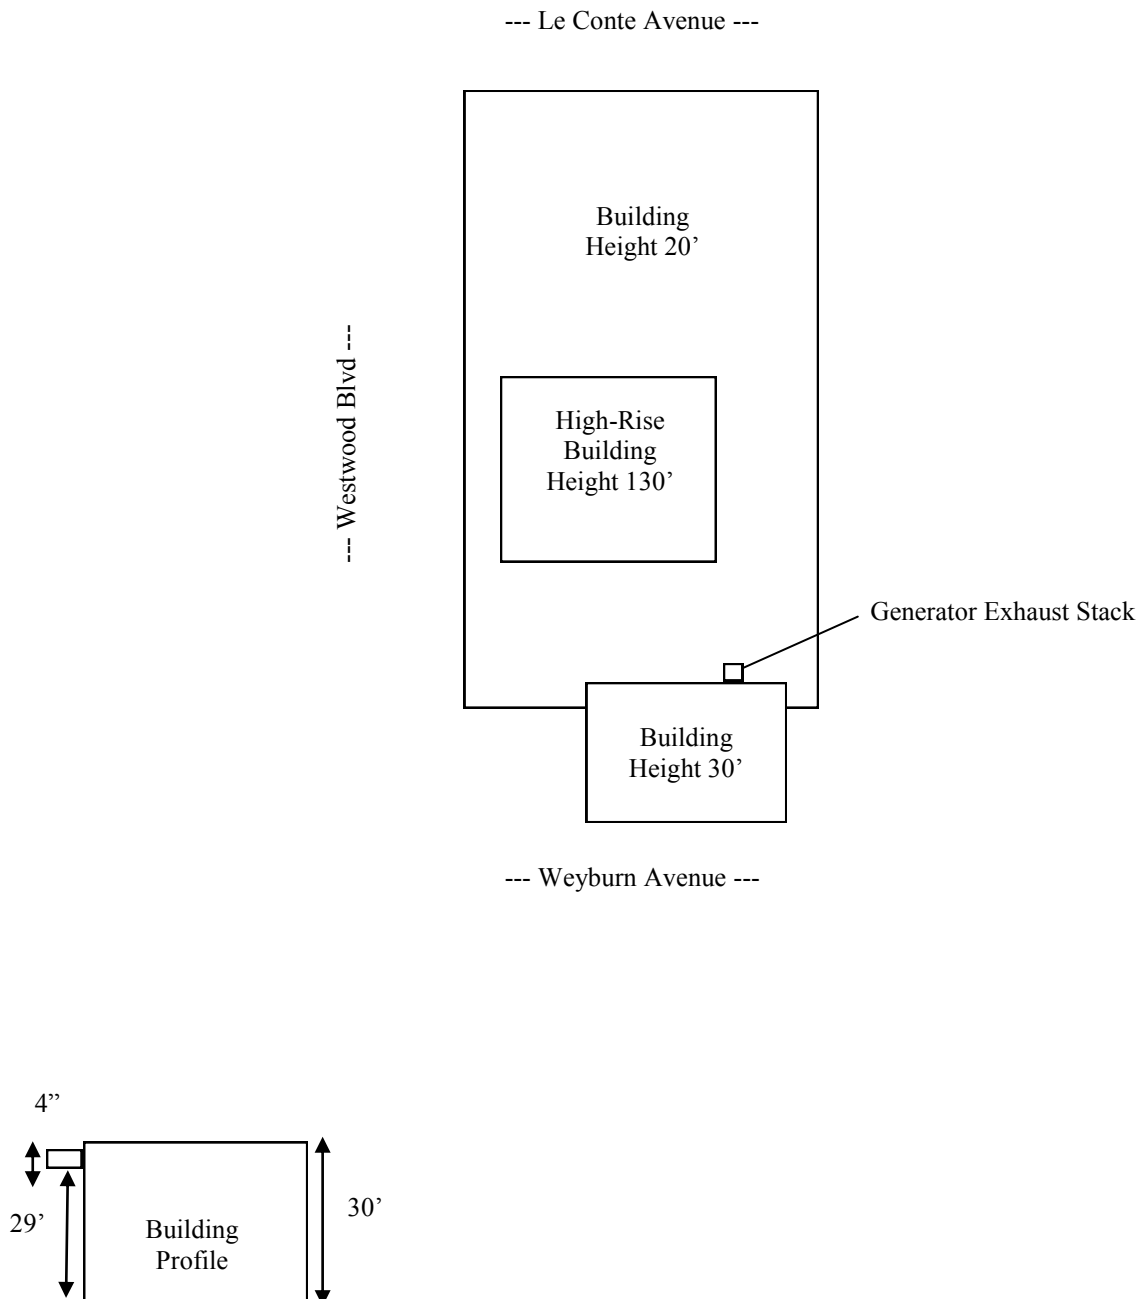 --- Le Conte Avenue ---
Building
Height 20’
--- Westwood Blvd ---
High-Rise
Building
Height 130’
Generator Exhaust Stack
Building
Height 30’
--- Weyburn Avenue ---
4”
29’
30’
Building
Profile